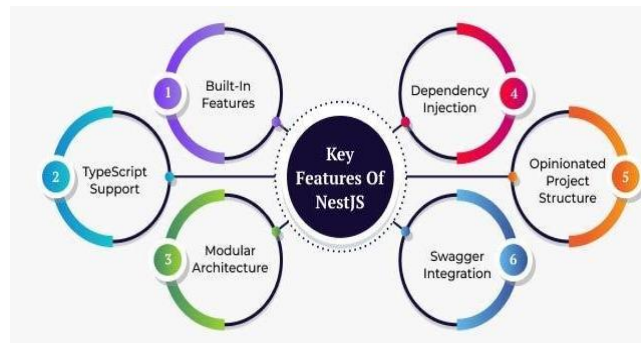 Key
Features Of
NestJS
1
Built-In
Features
2
TypeScript
Support
3
Modular
Architecture
4
Dependency
Injection
5
Opinionated
Project
Structure
6
Swagger
Integration